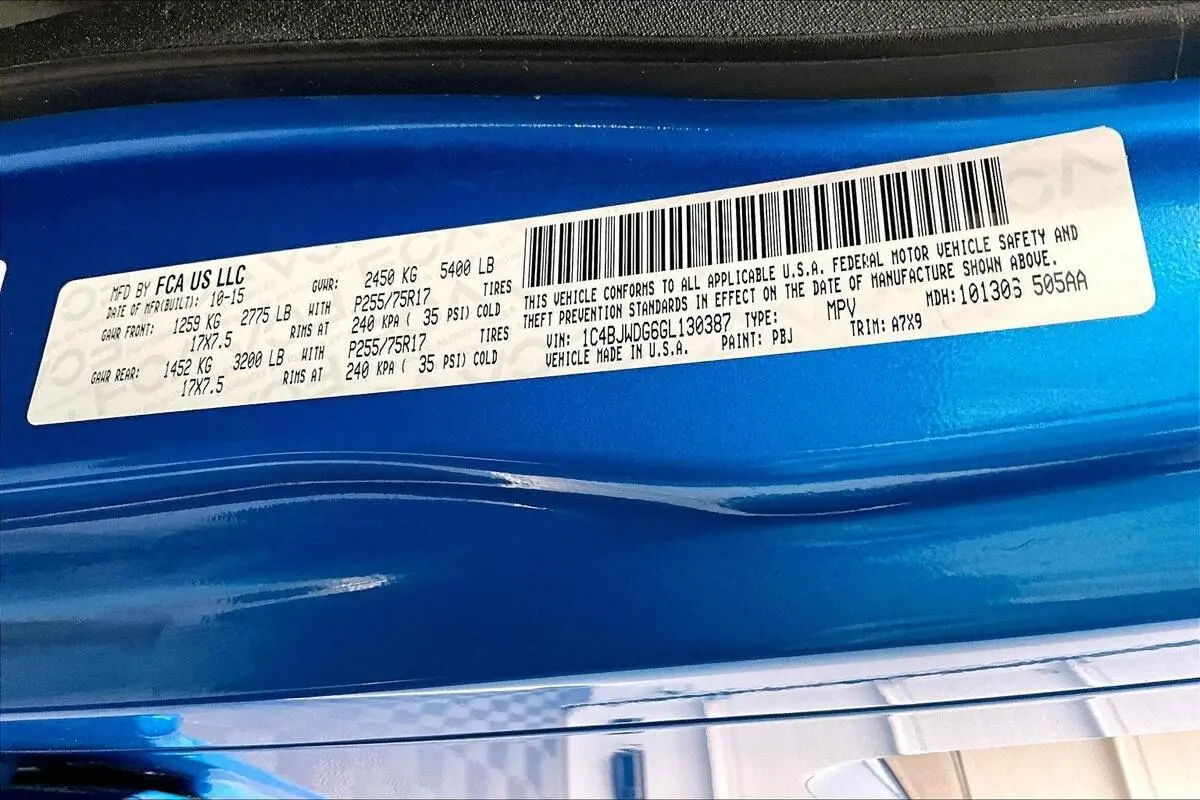 MFD BY FCA US LLC
DATE OF MFR(BUILT): 10-15 GVWR: 2450 KG 5400 LB
GAWR FRONT: 1259 KG 2775 LB WITH P255/75R17 TIRES
17X7.5 RIMS AT 240 KPA ( 35 PSI) COLD
GAWR REAR: 1452 KG 3200 LB WITH P255/75R17 TIRES
17X7.5 RIMS AT 240 KPA ( 35 PSI) COLD
THIS VEHICLE CONFORMS TO ALL APPLICABLE U.S.A. FEDERAL MOTOR VEHICLE SAFETY AND
THEFT PREVENTION STANDARDS IN EFFECT ON THE DATE OF MANUFACTURE SHOWN ABOVE.
VIN: 1C4BJWDG6GL130387 TYPE: MPV MDH:101306 505AA
VEHICLE MADE IN U.S.A. PAINT: PBJ TRIM: A7X9